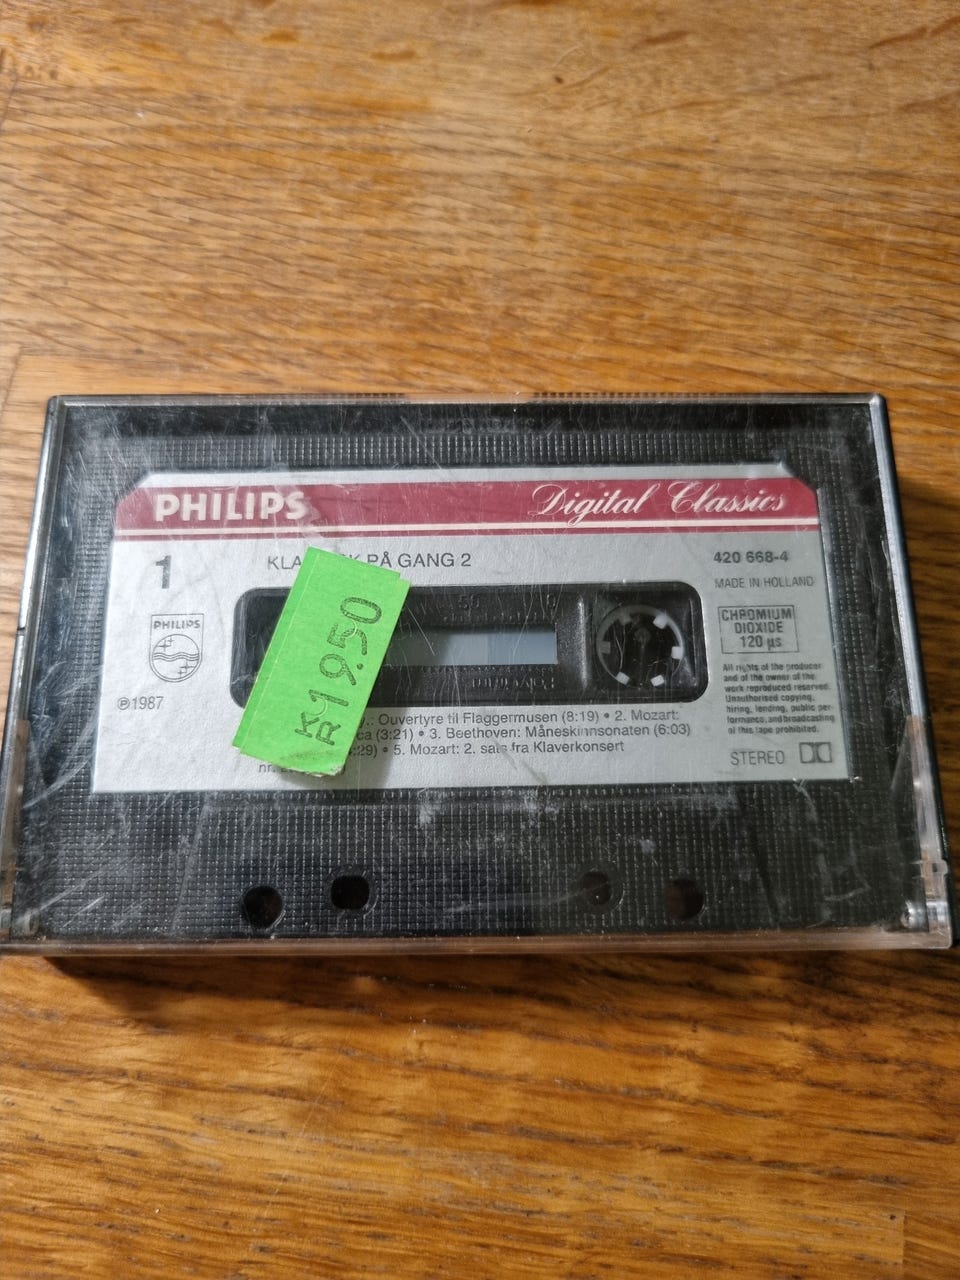 PHILIPS Digital Classics
1 PÅ GANG 2 420 668-4
MADE IN HOLLAND
PHILIPS
CHROMIUM
DIOXIDE
120 µs
℗1987
All rights of the producer
and of the owner of the
work reproduced reserved.
Unauthorised copying,
hiring, lending, public per-
formance, and broadcasting
of this tape prohibited.
STEREO
KR 19.50
Ouvertyre til Flaggermusen (8:19) • 2. Mozart:
(3:21) • 3. Beethoven: Måneskinnsonaten (6:03)
• 5. Mozart: 2. sats fra Klaverkonsert
nr.
50 0